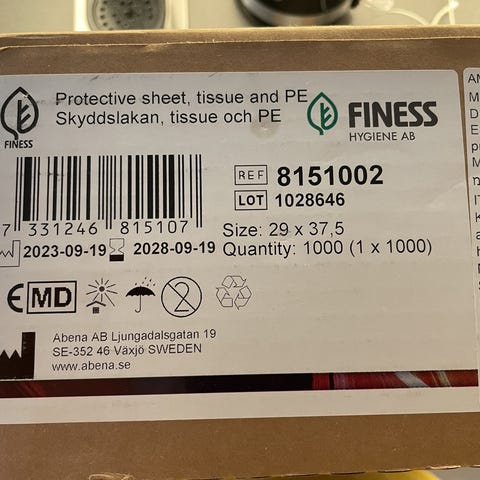 Protective sheet, tissue and PE
Skyddslakan, tissue och PE
FINESS
FINESS
HYGIENE AB
REF 8151002
LOT 1028646
7 331246 815107
2023-09-19 2028-09-19
Size: 29 x 37,5
Quantity: 1000 (1 x 1000)
CE MD
2
Abena AB Ljungadalsgatan 19
SE-352 46 Växjö SWEDEN
www.abena.se